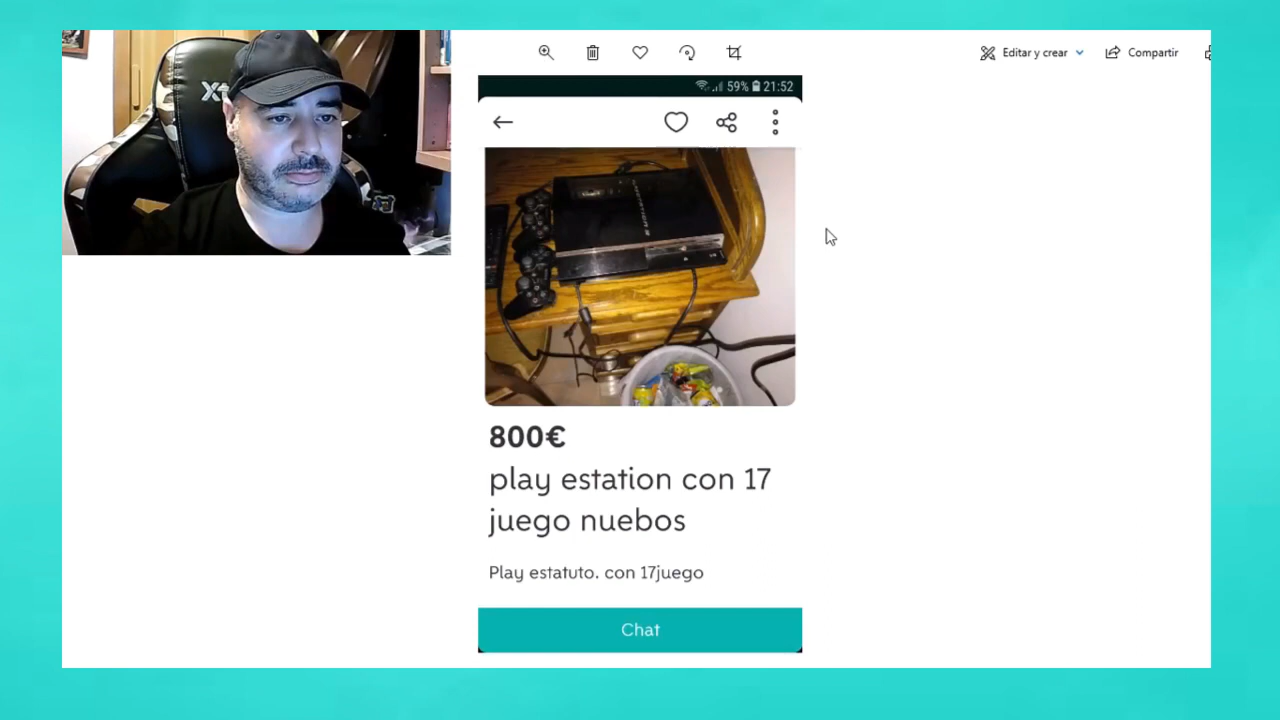 Editar y crear
Compartir
59% 21:52
800€
play estation con 17
juego nuebos
Play estatuto. con 17juego
Chat